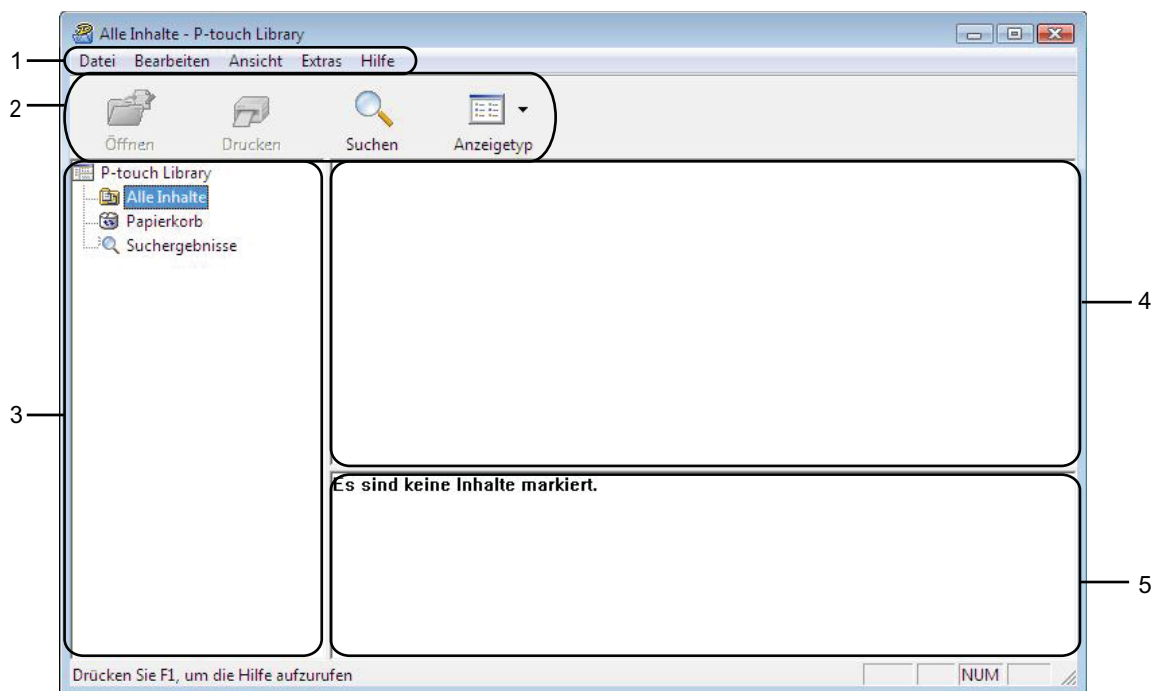 Alle Inhalte - P-touch Library
1
Datei Bearbeiten Ansicht Extras Hilfe
2
Öffnen Drucken Suchen Anzeigetyp
P-touch Library
Alle Inhalte
Papierkorb
Suchergebnisse
4
3
Es sind keine Inhalte markiert.
5
Drücken Sie F1, um die Hilfe aufzurufen NUM